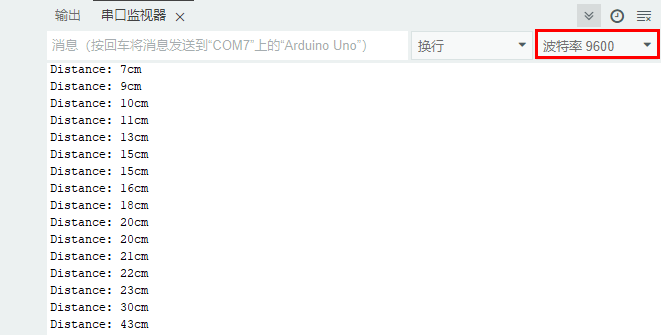 输出 串口监视器 ×
消息（按回车将消息发送到“COM7”上的“Arduino Uno”） 换行 波特率 9600
Distance: 7cm
Distance: 9cm
Distance: 10cm
Distance: 11cm
Distance: 13cm
Distance: 15cm
Distance: 15cm
Distance: 16cm
Distance: 18cm
Distance: 20cm
Distance: 20cm
Distance: 21cm
Distance: 22cm
Distance: 23cm
Distance: 30cm
Distance: 43cm